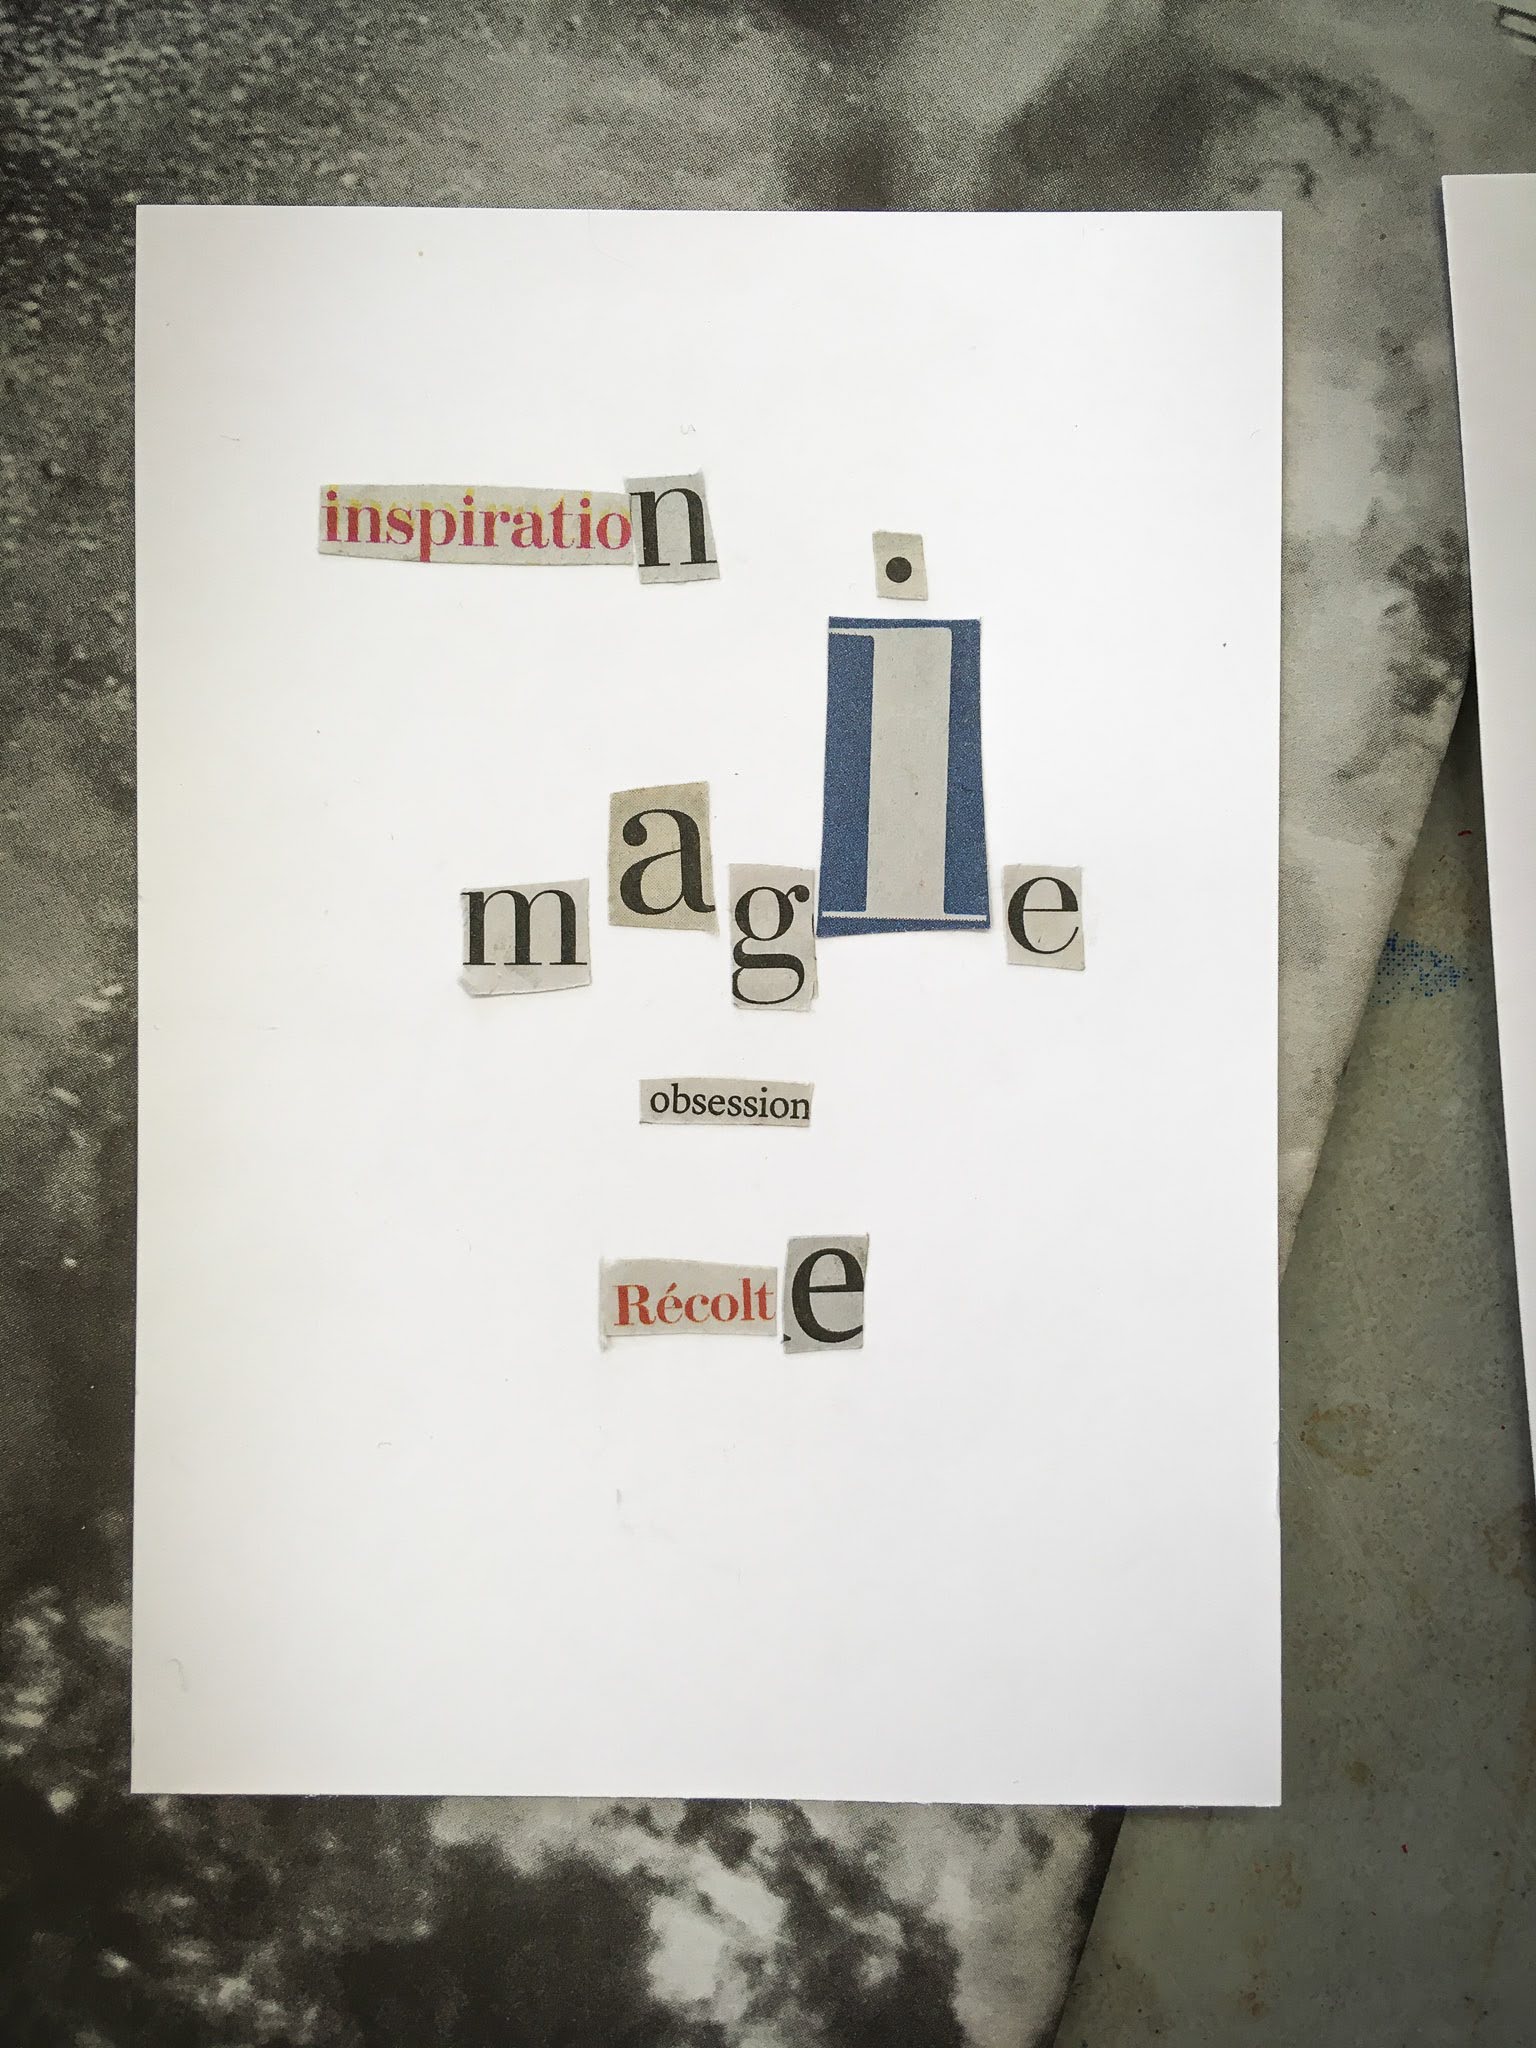 inspiration
magie
obsession
Récolte